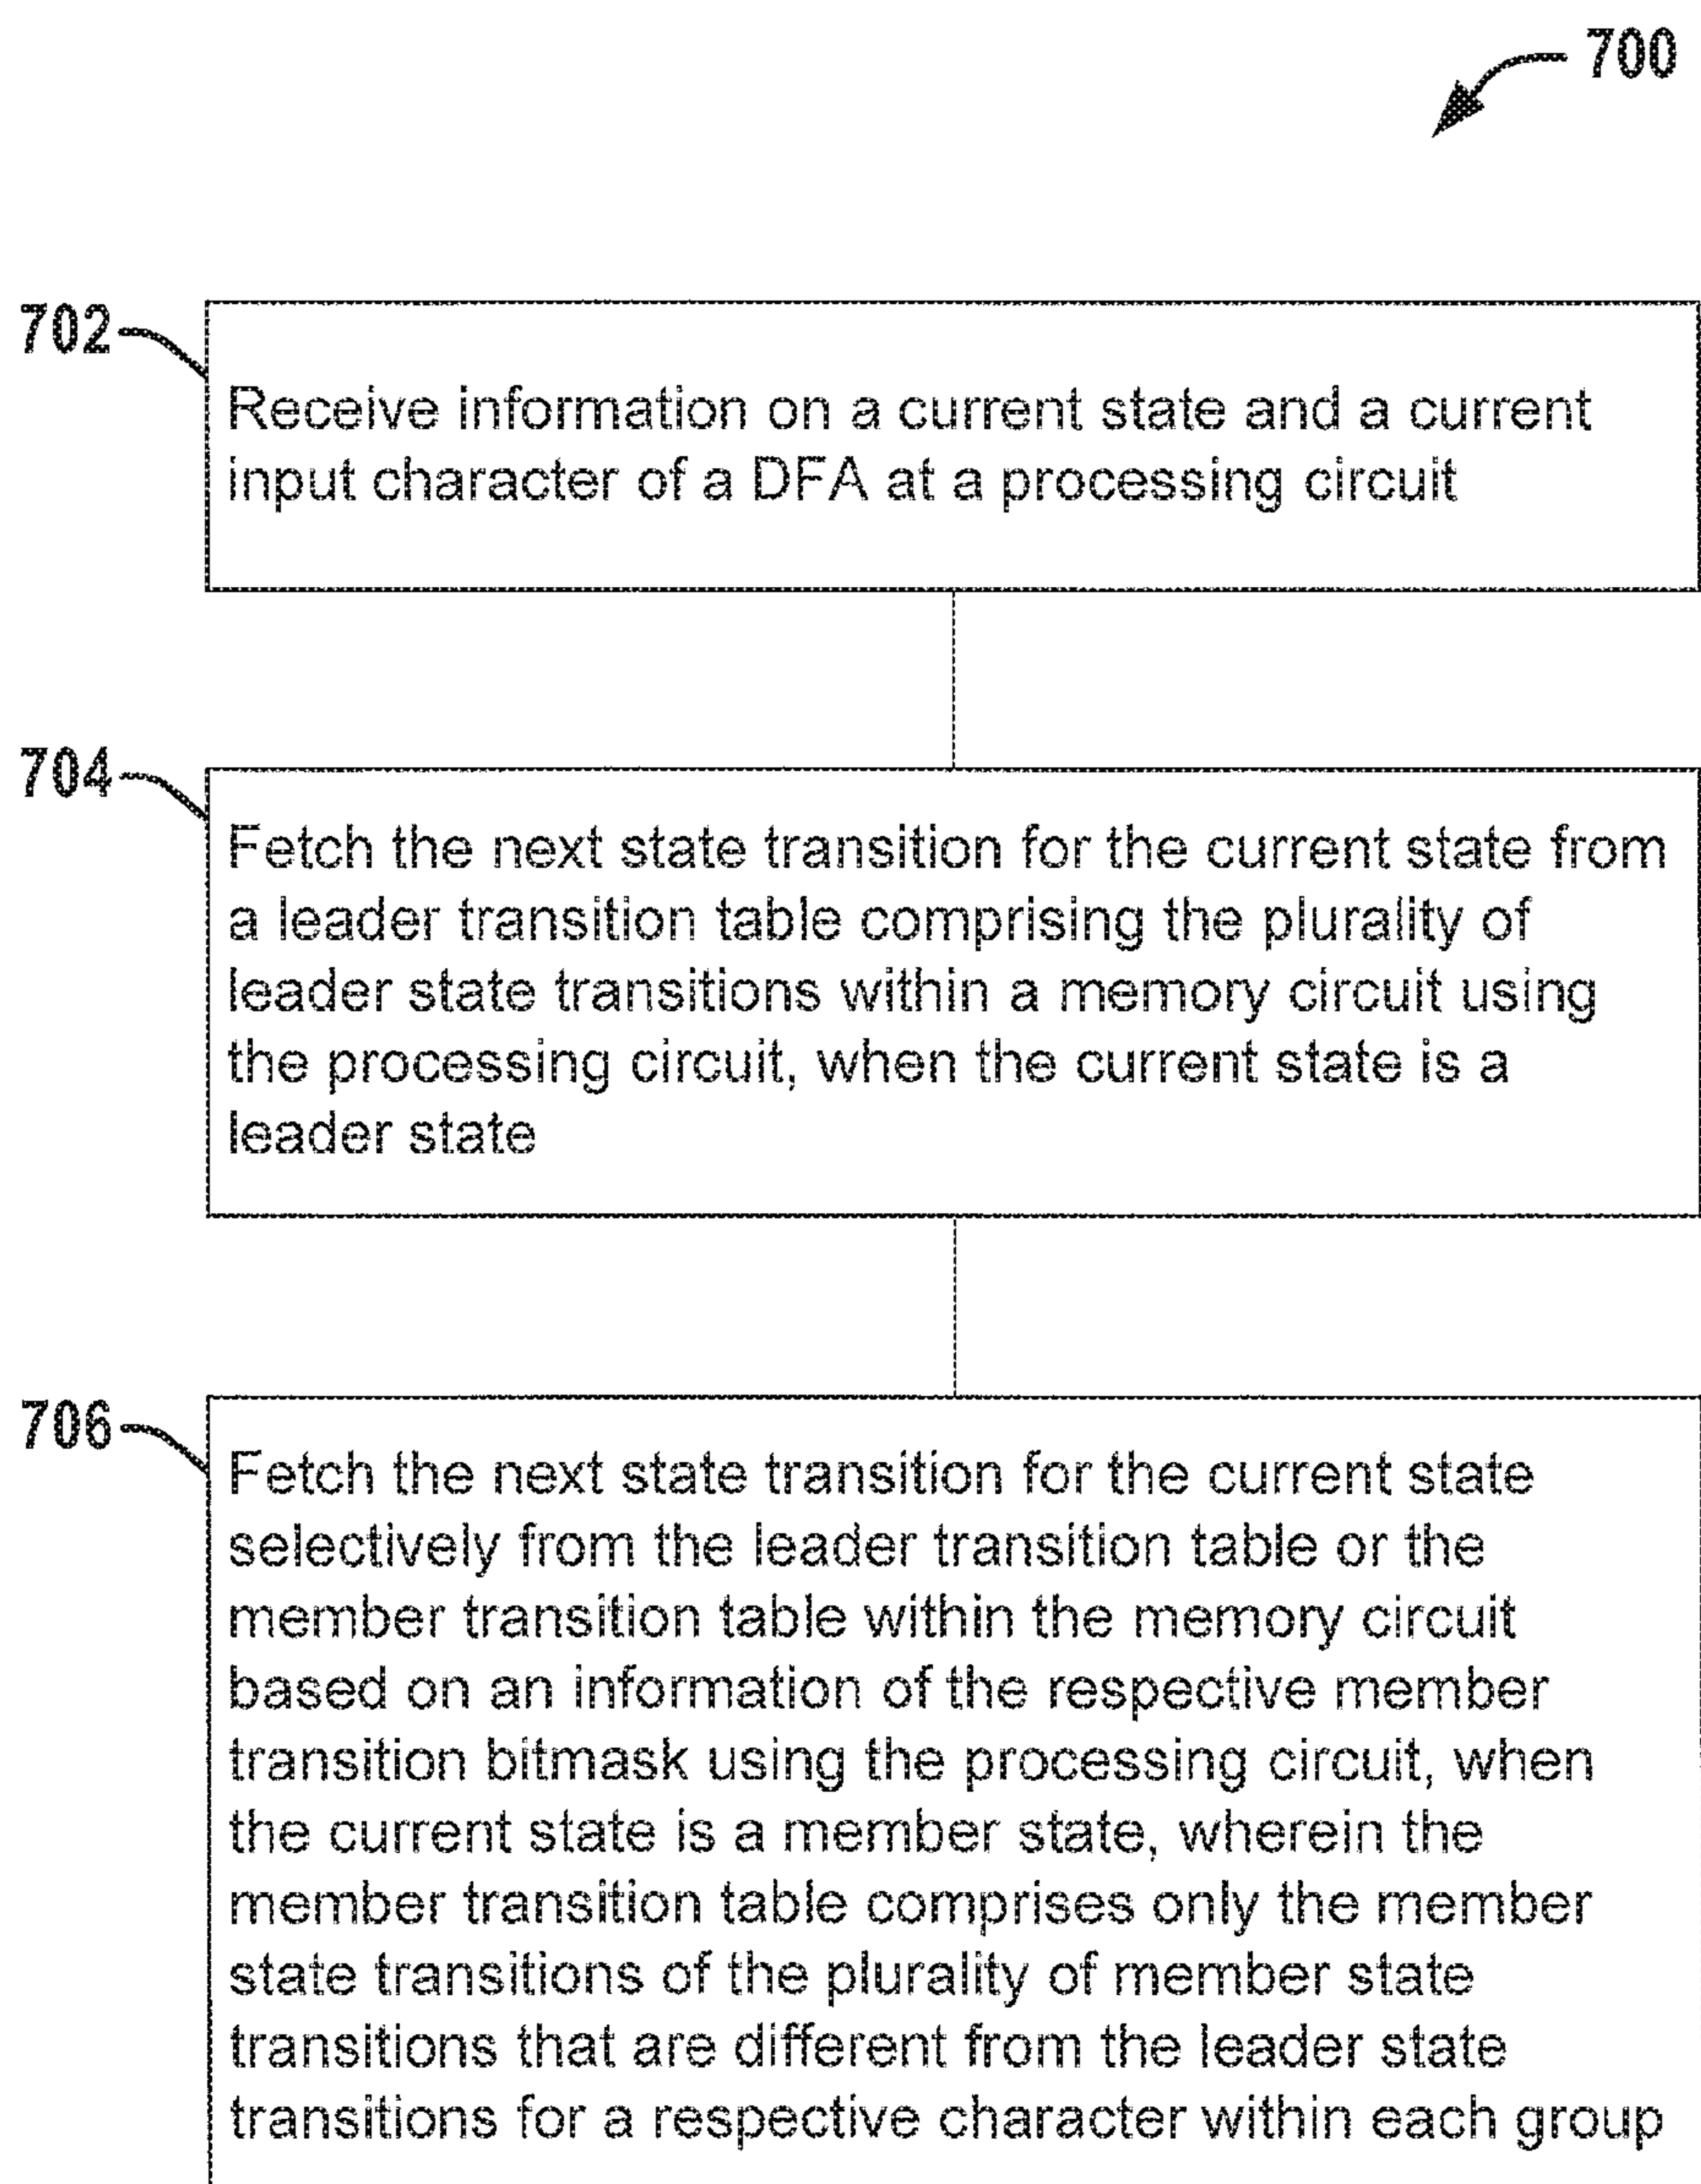 700
702
Receive information on a current state and a current
input character of a DFA at a processing circuit
704
Fetch the next state transition for the current state from
a leader transition table comprising the plurality of
leader state transitions within a memory circuit using
the processing circuit, when the current state is a
leader state
706
Fetch the next state transition for the current state
selectively from the leader transition table or the
member transition table within the memory circuit
based on an information of the respective member
transition bitmask using the processing circuit, when
the current state is a member state, wherein the
member transition table comprises only the member
state transitions of the plurality of member state
transitions that are different from the leader state
transitions for a respective character within each group